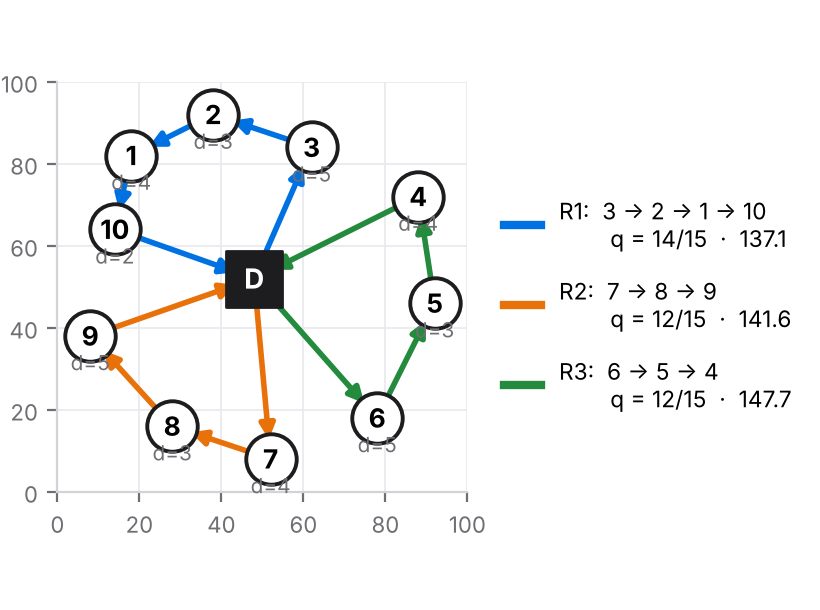 100
80
60
40
20
0
0
20
40
60
80
100
2
d=3
3
d=5
1
d=4
4
d=4
10
d=2
D
5
d=3
9
d=5
6
d=5
8
d=3
7
d=4
R1: 3 → 2 → 1 → 10
q = 14/15 · 137.1
R2: 7 → 8 → 9
q = 12/15 · 141.6
R3: 6 → 5 → 4
q = 12/15 · 147.7